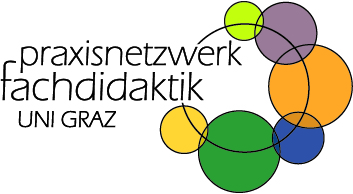 praxisnetzwerk
fachdidaktik
UNI GRAZ